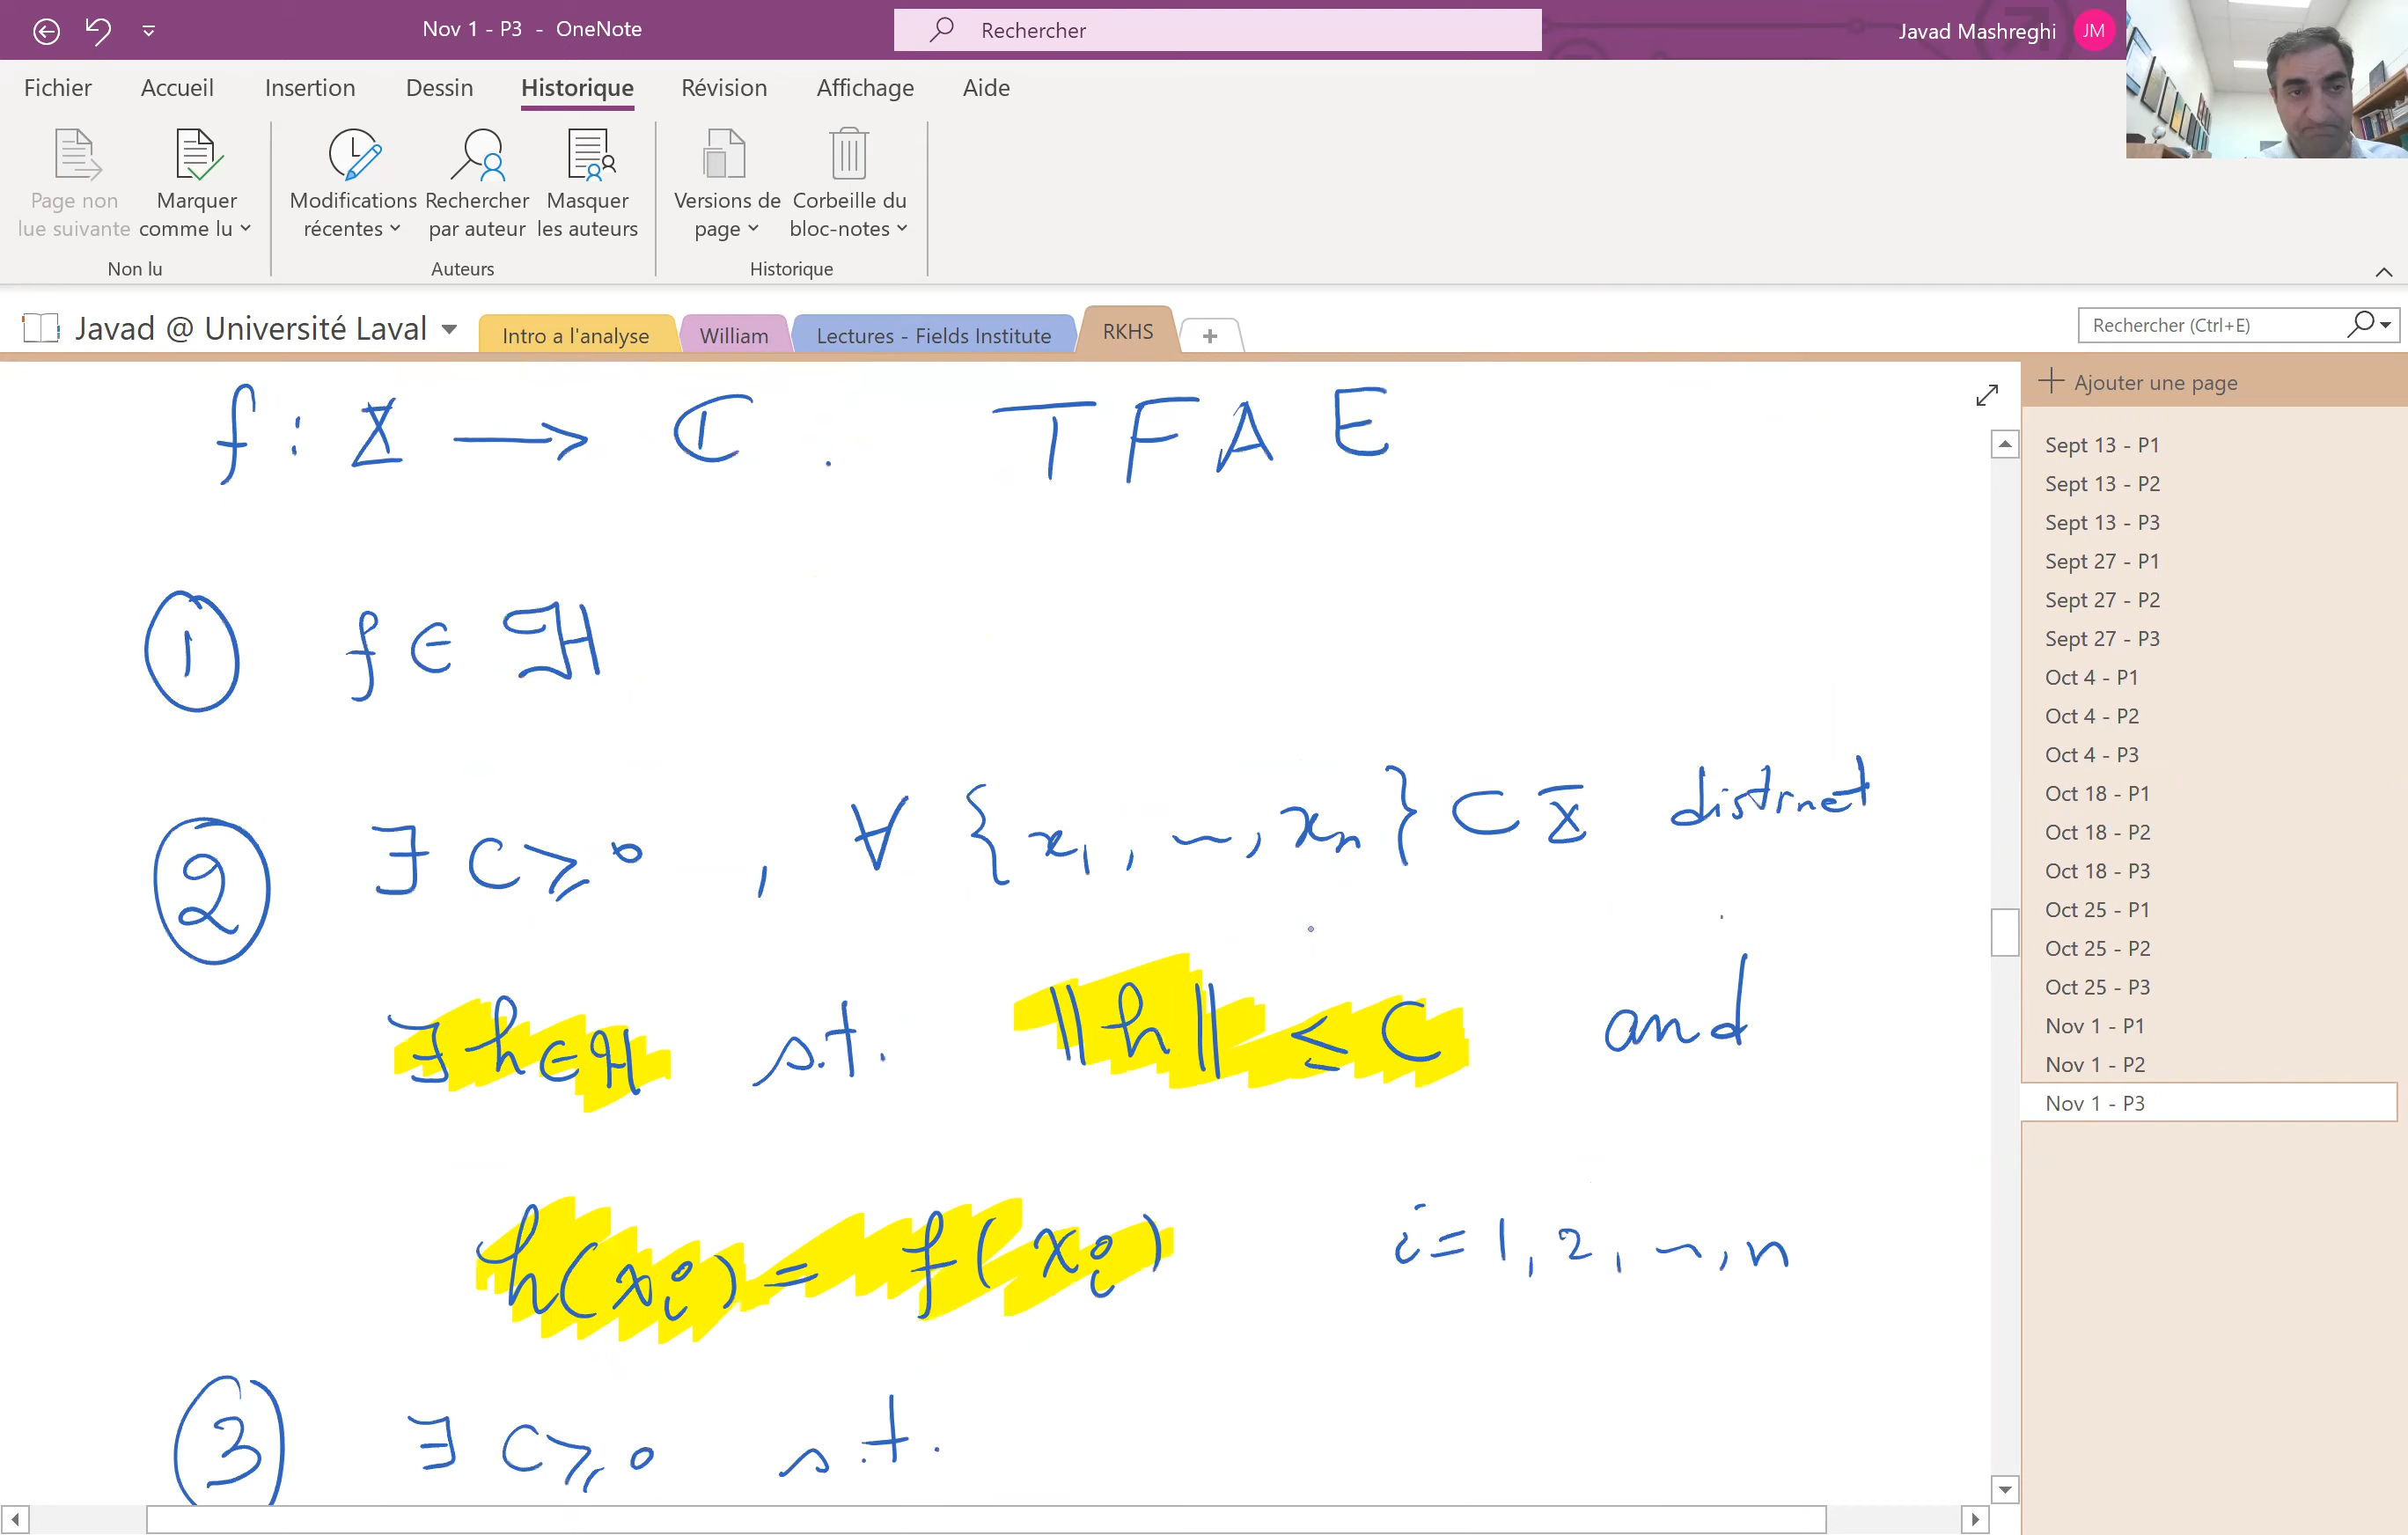 Nov 1 - P3 - OneNote
Rechercher
Javad Mashreghi JM
Fichier Accueil Insertion Dessin Historique Révision Affichage Aide
Page non lue suivante
Marquer comme lu
Modifications récentes
Rechercher par auteur
Masquer les auteurs
Versions de page
Corbeille du bloc-notes
Non lu
Auteurs
Historique
Javad @ Université Laval
Intro a l'analyse
William
Lectures - Fields Institute
RKHS
+
Rechercher (Ctrl+E)
f : X ⟶ ℂ . TFAE
① f ∈ ℋ
② ∃ C ≥ 0 , ∀ {x₁, ~, xₙ} ⊂ X distinct
∃ h ∈ ℋ s.t. ‖h‖ ≤ C and
h(xᵢ) = f(xᵢ) i = 1, 2, ~, n
③ ∃ C ≥ 0 s.t.
Ajouter une page
Sept 13 - P1
Sept 13 - P2
Sept 13 - P3
Sept 27 - P1
Sept 27 - P2
Sept 27 - P3
Oct 4 - P1
Oct 4 - P2
Oct 4 - P3
Oct 18 - P1
Oct 18 - P2
Oct 18 - P3
Oct 25 - P1
Oct 25 - P2
Oct 25 - P3
Nov 1 - P1
Nov 1 - P2
Nov 1 - P3